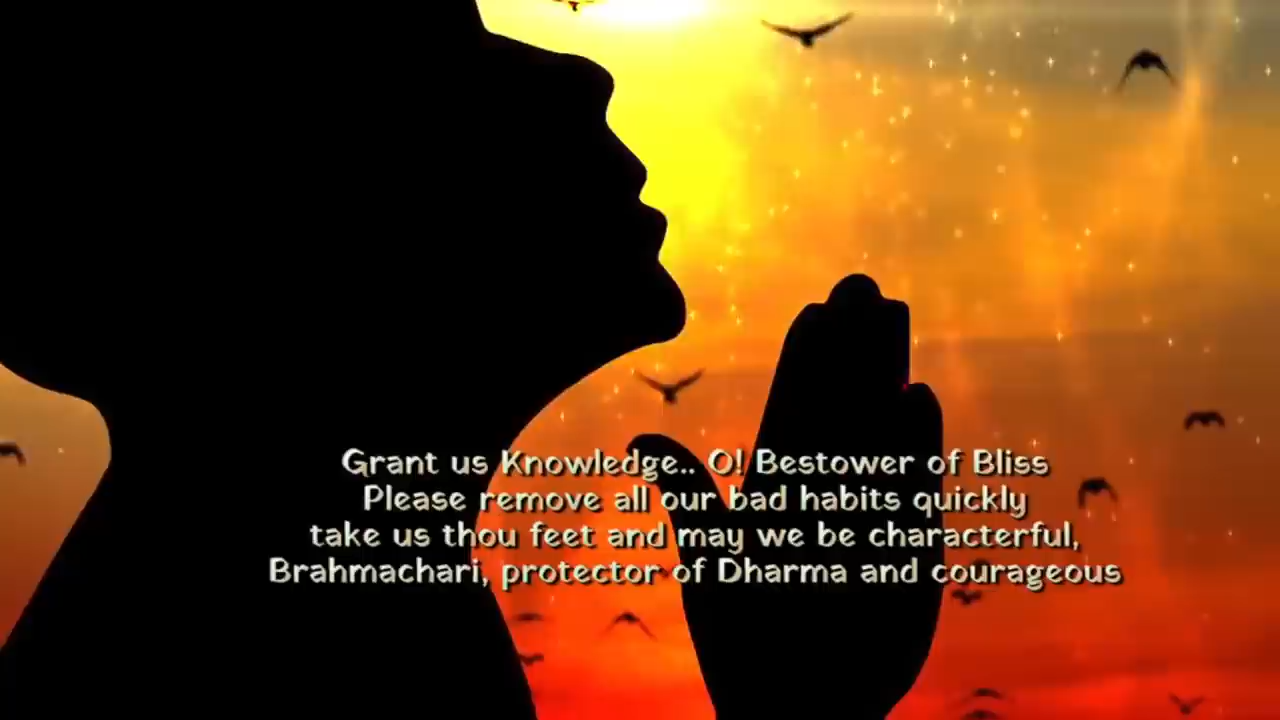 Grant us Knowledge.. O! Bestower of Bliss
Please remove all our bad habits quickly
take us thou feet and may we be characterful,
Brahmachari, protector of Dharma and courageous